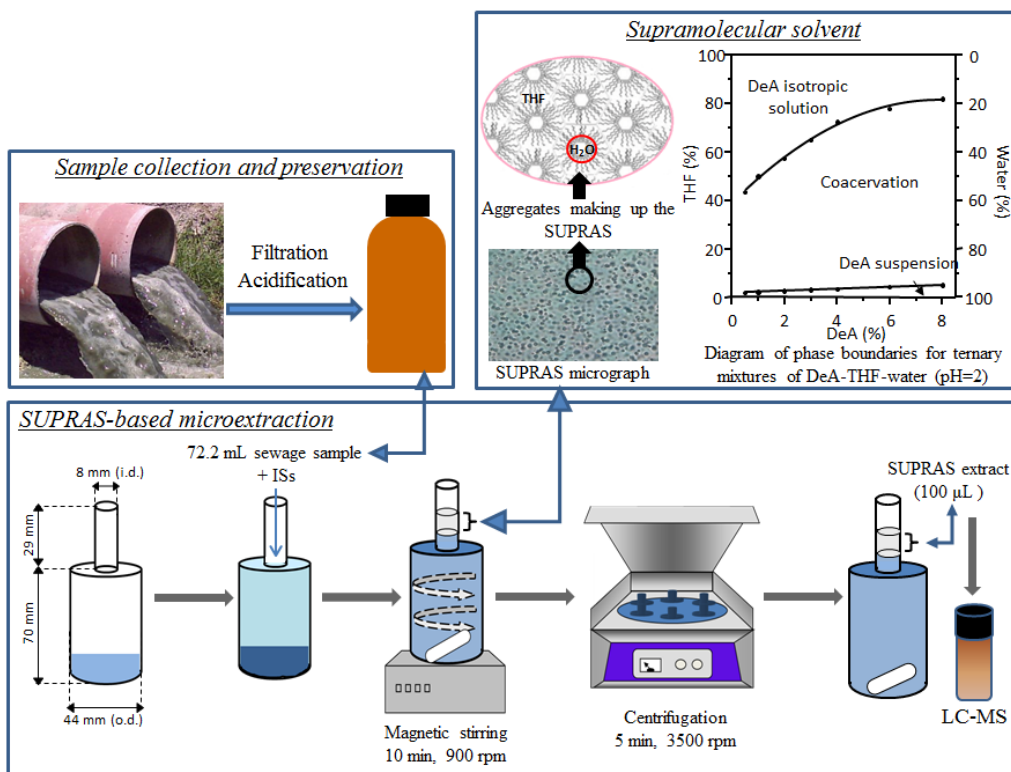 Supramolecular solvent
THF
H₂O
Aggregates making up the
SUPRAS
SUPRAS micrograph
100
80
60
40
20
0
THF (%)
0
20
40
60
80
100
Water (%)
DeA isotropic
solution
Coacervation
DeA suspension
0 2 4 6 8
DeA (%)
Diagram of phase boundaries for ternary
mixtures of DeA-THF-water (pH=2)
Sample collection and preservation
Filtration
Acidification
SUPRAS-based microextraction
8 mm (i.d.)
29 mm
70 mm
44 mm (o.d.)
72.2 mL sewage sample
+ ISs
Magnetic stirring
10 min, 900 rpm
Centrifugation
5 min, 3500 rpm
SUPRAS extract
(100 µL )
LC-MS